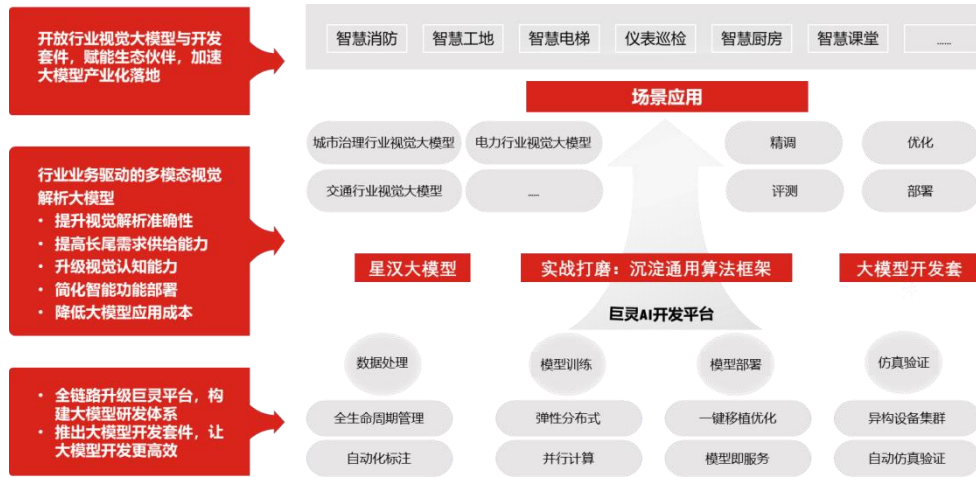 开放行业视觉大模型与开发
套件，赋能生态伙伴，加速
大模型产业化落地
智慧消防 智慧工地 智慧电梯 仪表巡检 智慧厨房 智慧课堂 ......
场景应用
城市治理行业视觉大模型 电力行业视觉大模型 精调 优化
交通行业视觉大模型 ..... 评测 部署
行业业务驱动的多模态视觉
解析大模型
• 提升视觉解析准确性
• 提高长尾需求供给能力
• 升级视觉认知能力
• 简化智能功能部署
• 降低大模型应用成本
星汉大模型 实战打磨：沉淀通用算法框架 大模型开发套
巨灵AI开发平台
数据处理 模型训练 模型部署 仿真验证
• 全链路升级巨灵平台，构
建大模型研发体系
• 推出大模型开发套件，让
大模型开发更高效
全生命周期管理 弹性分布式 一键移植优化 异构设备集群
自动化标注 并行计算 模型即服务 自动仿真验证